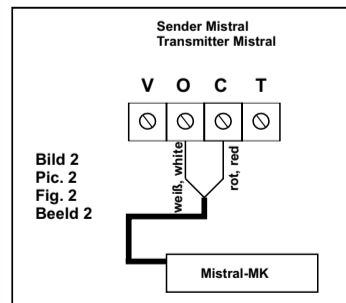 Sender Mistral
Transmitter Mistral
V O C T
weiß, white
rot, red
Bild 2
Pic. 2
Fig. 2
Beeld 2
Mistral-MK